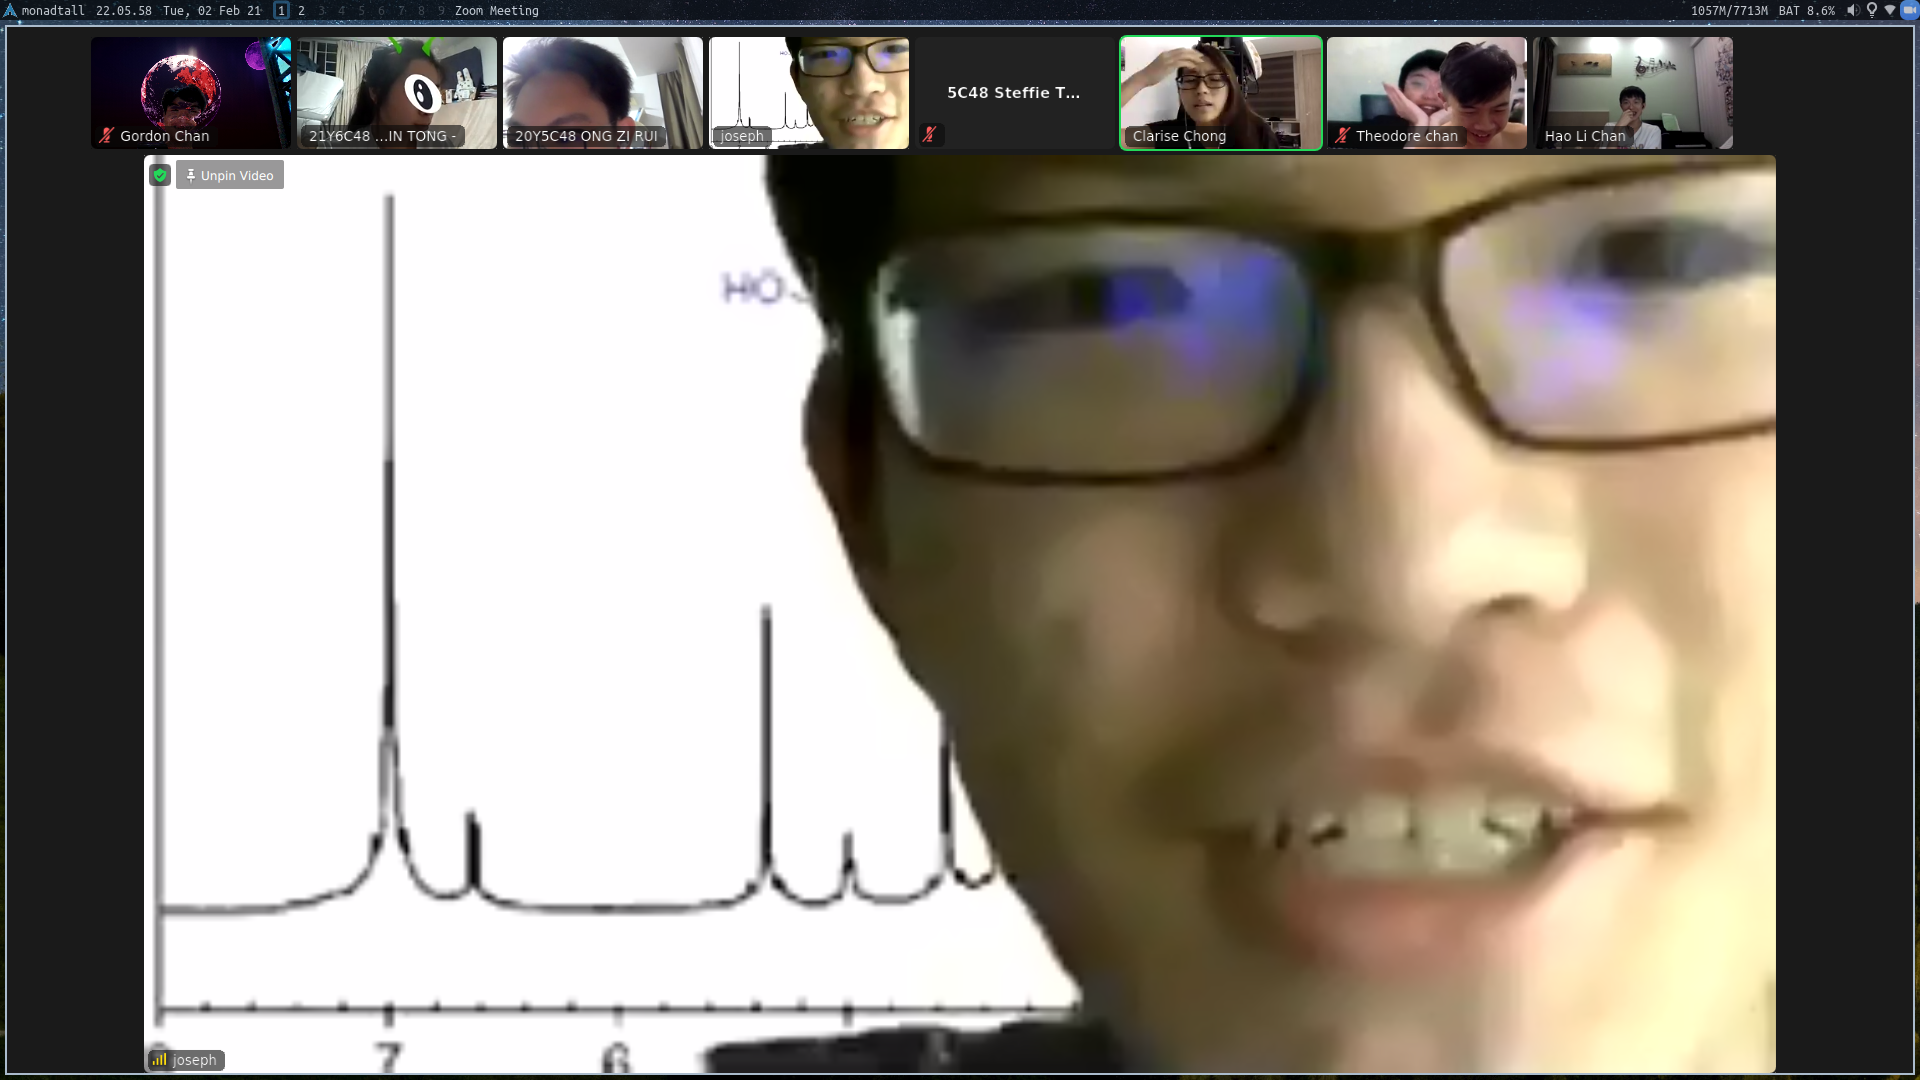 monadtall 22.05.58 Tue, 02 Feb 21 1 2 3 4 5 6 7 8 9 Zoom Meeting 1057M/7713M BAT 8.6%
Gordon Chan
21Y6C48 ...IN TONG -
20Y5C48 ONG ZI RUI
joseph
5C48 Steffie T...
Clarise Chong
Theodore chan
Hao Li Chan
Unpin Video
HO
7 6
joseph